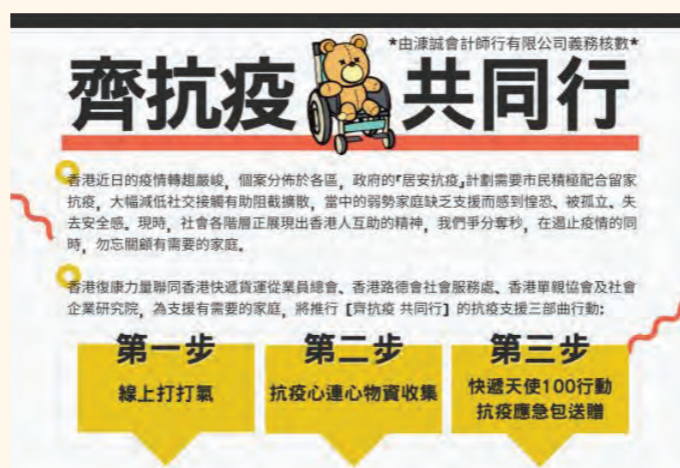 *由漮誠會計師行有限公司義務核數*
齊抗疫 共同行
香港近日的疫情轉趨嚴峻，個案分佈於各區，政府的「居安抗疫」計劃需要市民積極配合留家
抗疫，大幅減低社交接觸有助阻截擴散，當中的弱勢家庭缺乏支援而感到惶恐、被孤立、失
去安全感。現時，社會各階層正展現出香港人互助的精神，我們爭分奪秒，在遏止疫情的同
時，勿忘關顧有需要的家庭。
香港復康力量聯同香港快遞貨運從業員總會、香港路德會社會服務處、香港單親協會及社會
企業研究院，為支援有需要的家庭，將推行【齊抗疫 共同行】的抗疫支援三部曲行動：
第一步
線上打打氣
第二步
抗疫心連心物資收集
第三步
快遞天使100行動
抗疫應急包送贈